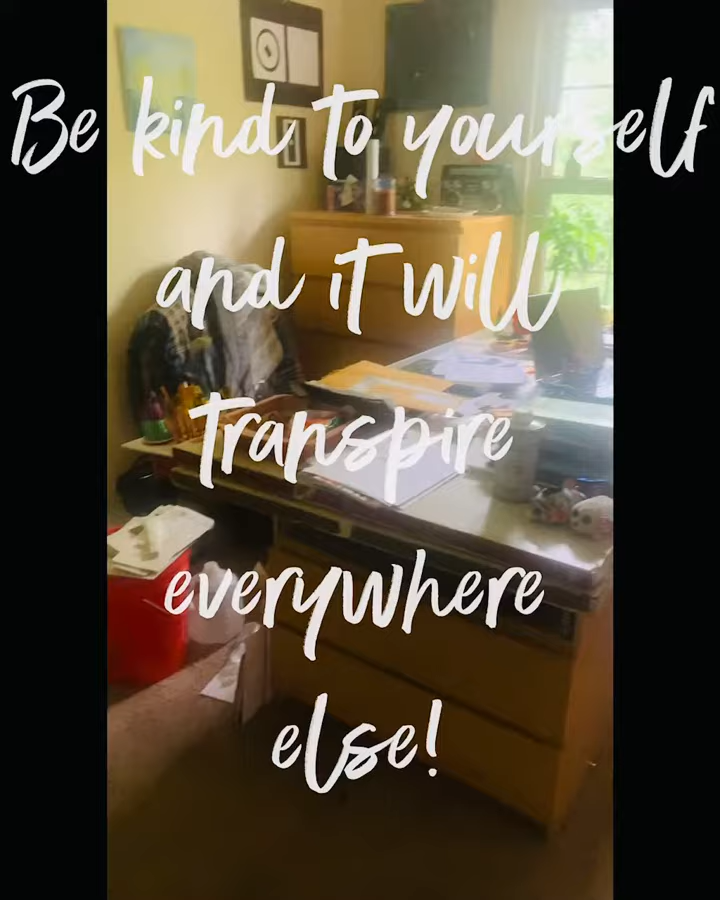 Be kind to yourself
and it will
transpire
everywhere
else!